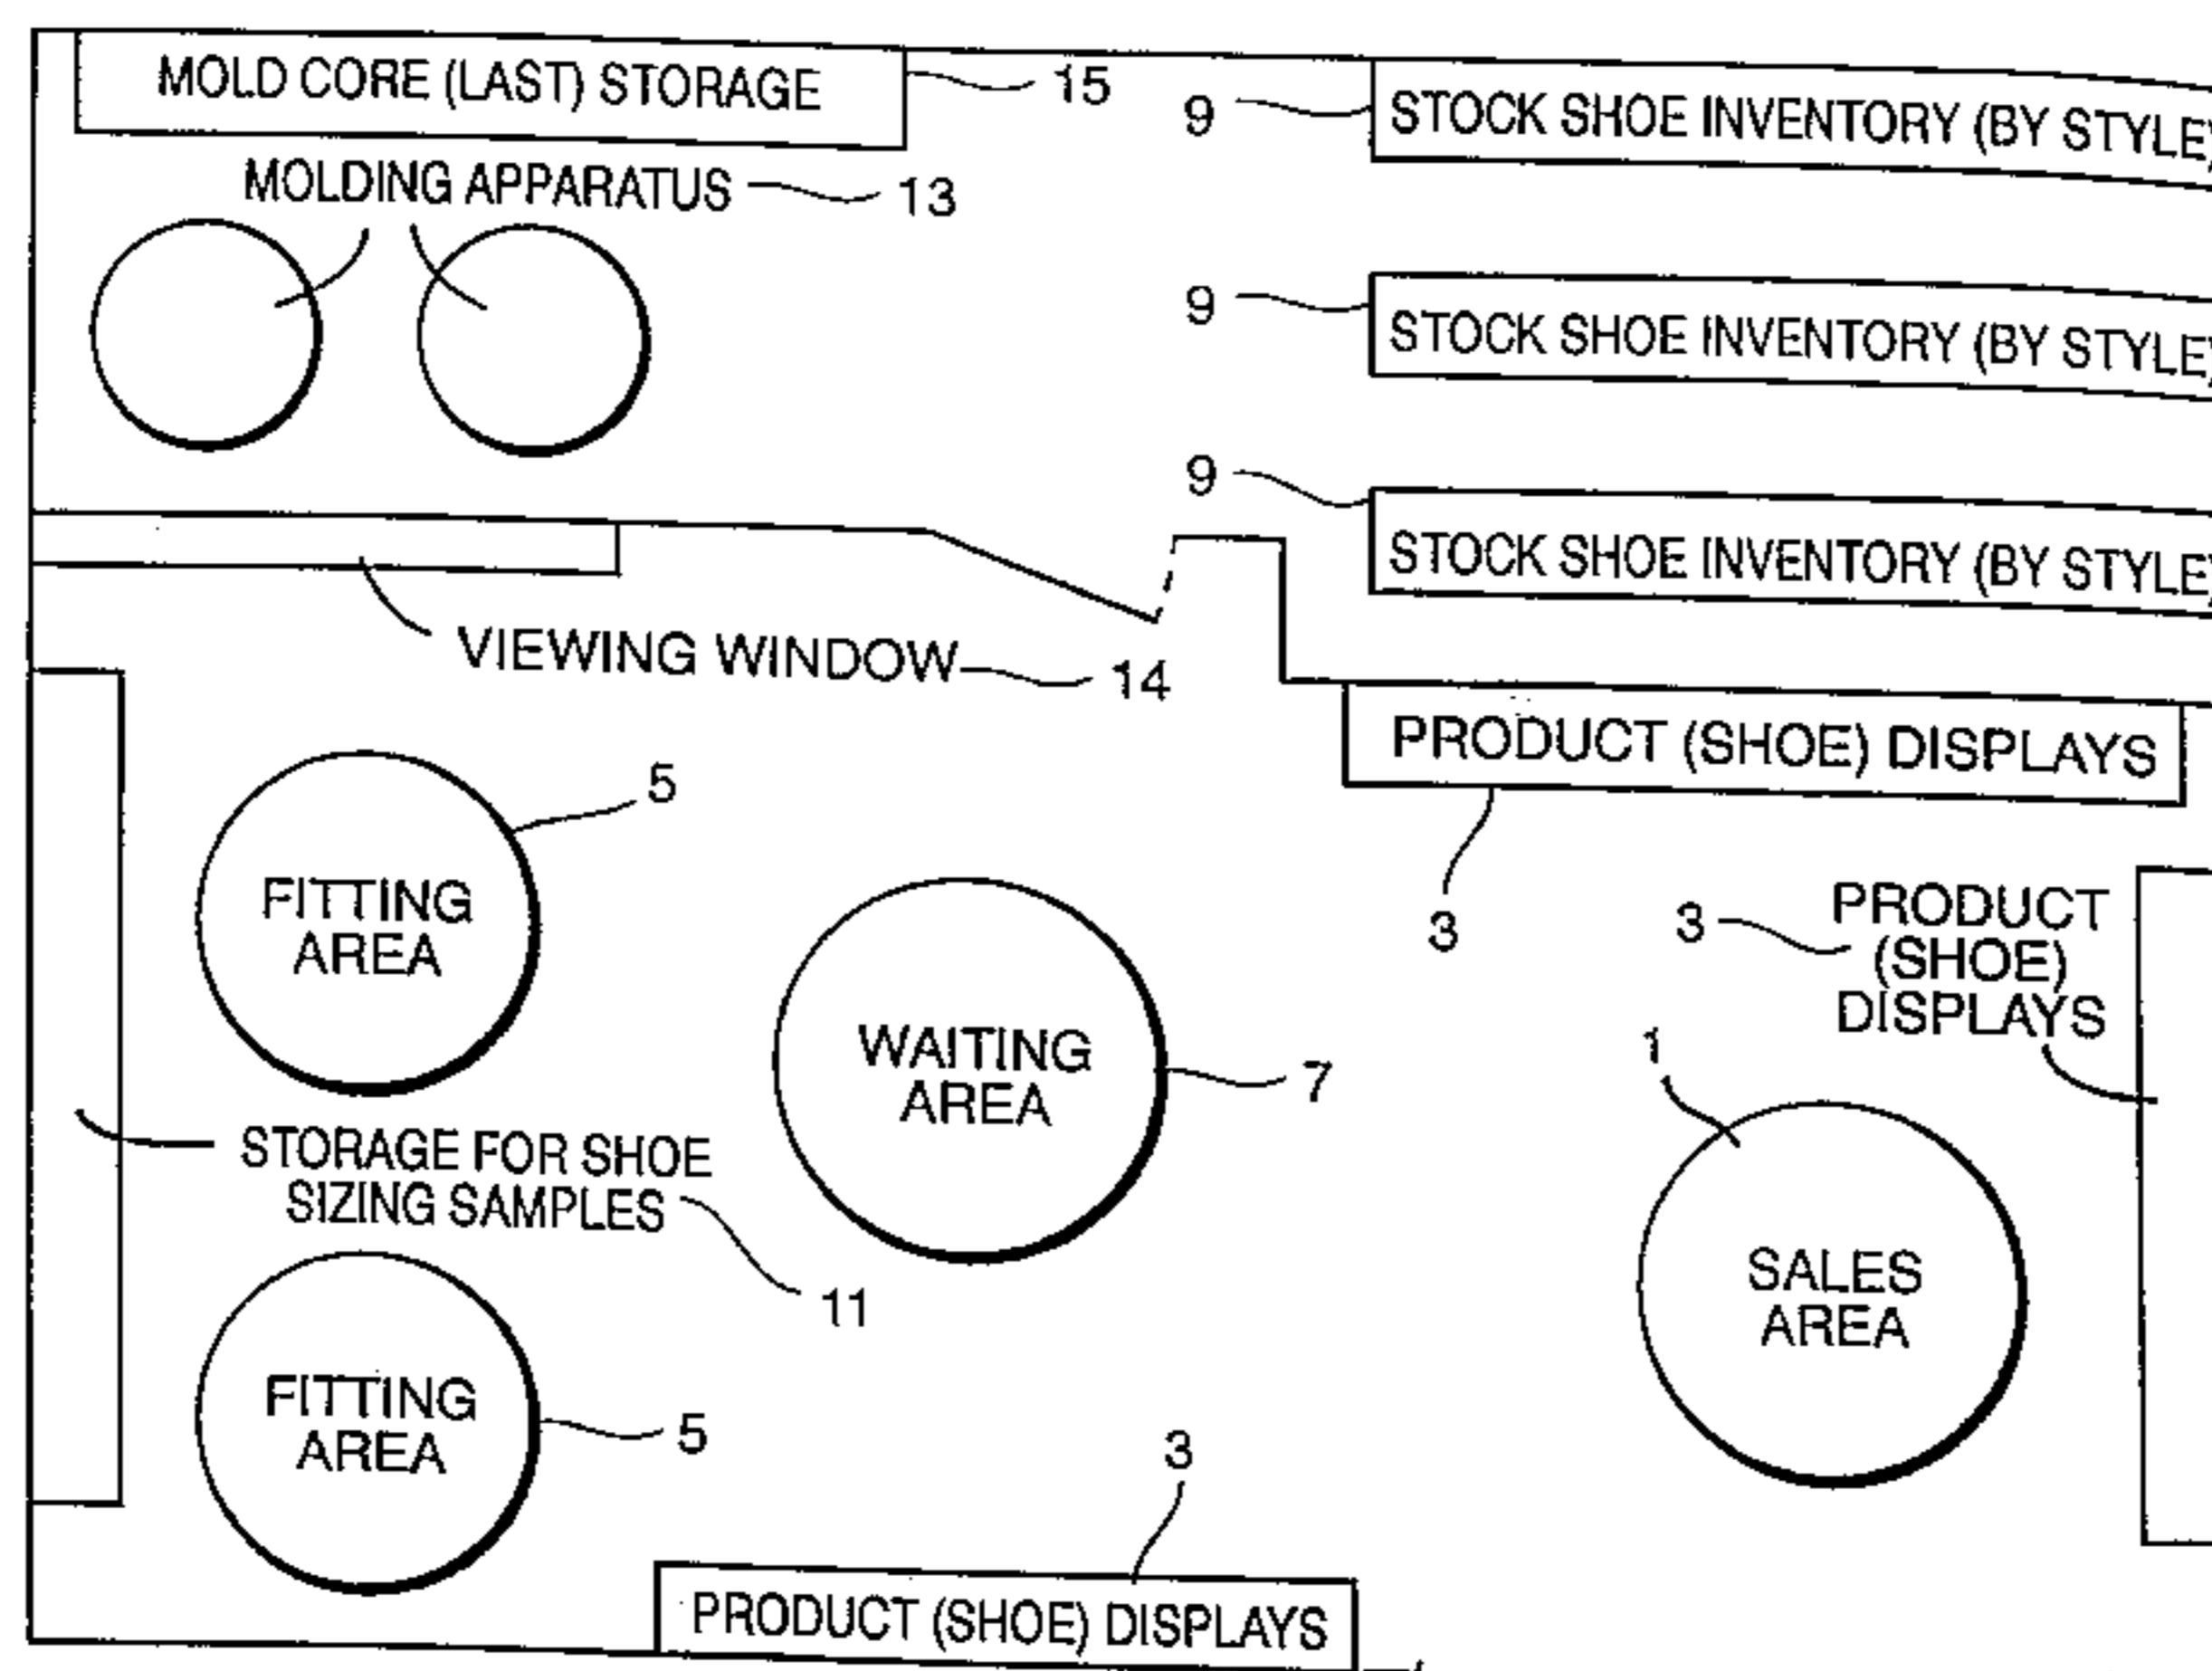 MOLD CORE (LAST) STORAGE
15
9
STOCK SHOE INVENTORY (BY STYLE)
MOLDING APPARATUS
13
9
STOCK SHOE INVENTORY (BY STYLE)
9
STOCK SHOE INVENTORY (BY STYLE)
VIEWING WINDOW
14
PRODUCT (SHOE) DISPLAYS
3
5
FITTING
AREA
WAITING
AREA
7
3
PRODUCT
(SHOE)
DISPLAYS
1
STORAGE FOR SHOE
SIZING SAMPLES
11
SALES
AREA
FITTING
AREA
5
3
PRODUCT (SHOE) DISPLAYS